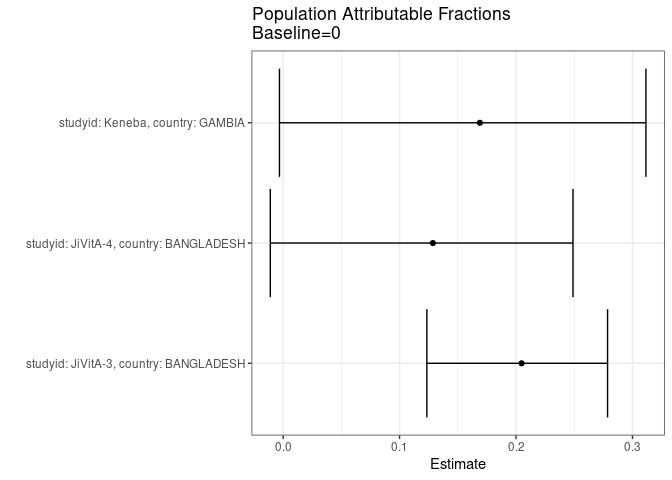 Population Attributable Fractions
Baseline=0
studyid: Keneba, country: GAMBIA
studyid: JiVitA-4, country: BANGLADESH
studyid: JiVitA-3, country: BANGLADESH
0.0 0.1 0.2 0.3
Estimate